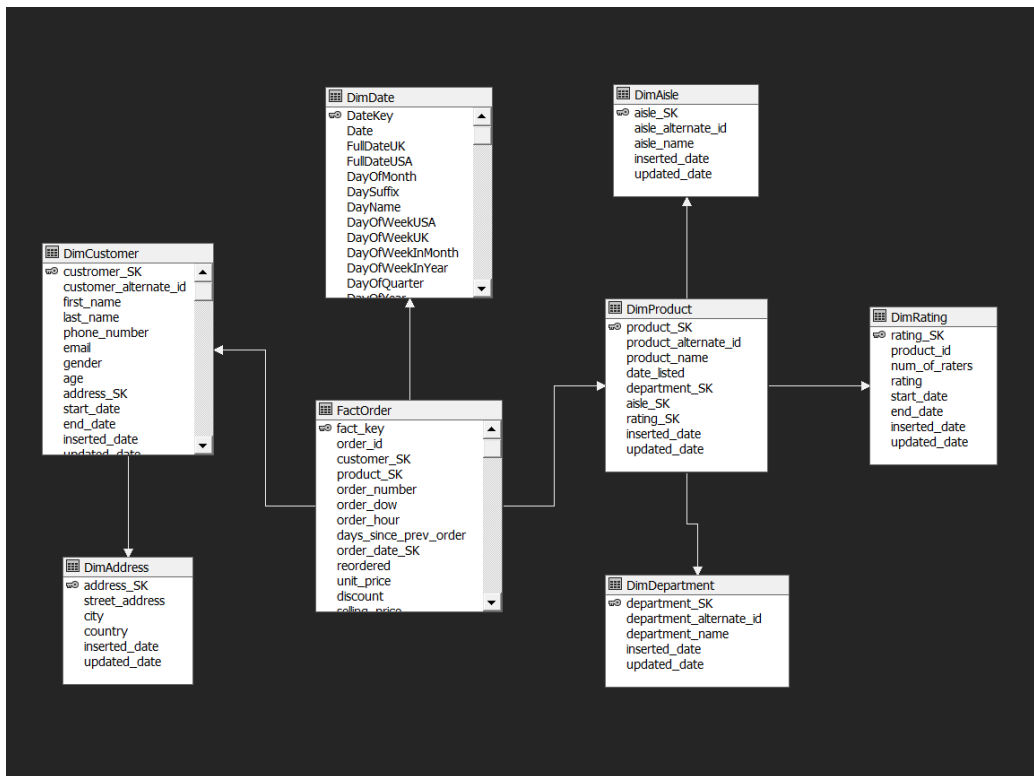 DimDate
DateKey
Date
FullDateUK
FullDateUSA
DayOfMonth
DaySuffix
DayName
DayOfWeekUSA
DayOfWeekUK
DayOfWeekInMonth
DayOfWeekInYear
DayOfQuarter
DayOfYear
DimAisle
aisle_SK
aisle_alternate_id
aisle_name
inserted_date
updated_date
DimCustomer
custromer_SK
customer_alternate_id
first_name
last_name
phone_number
email
gender
age
address_SK
start_date
end_date
inserted_date
updated_date
DimProduct
product_SK
product_alternate_id
product_name
date_listed
department_SK
aisle_SK
rating_SK
inserted_date
updated_date
DimRating
rating_SK
product_id
num_of_raters
rating
start_date
end_date
inserted_date
updated_date
FactOrder
fact_key
order_id
customer_SK
product_SK
order_number
order_dow
order_hour
days_since_prev_order
order_date_SK
reordered
unit_price
discount
selling_price
DimAddress
address_SK
street_address
city
country
inserted_date
updated_date
DimDepartment
department_SK
department_alternate_id
department_name
inserted_date
updated_date